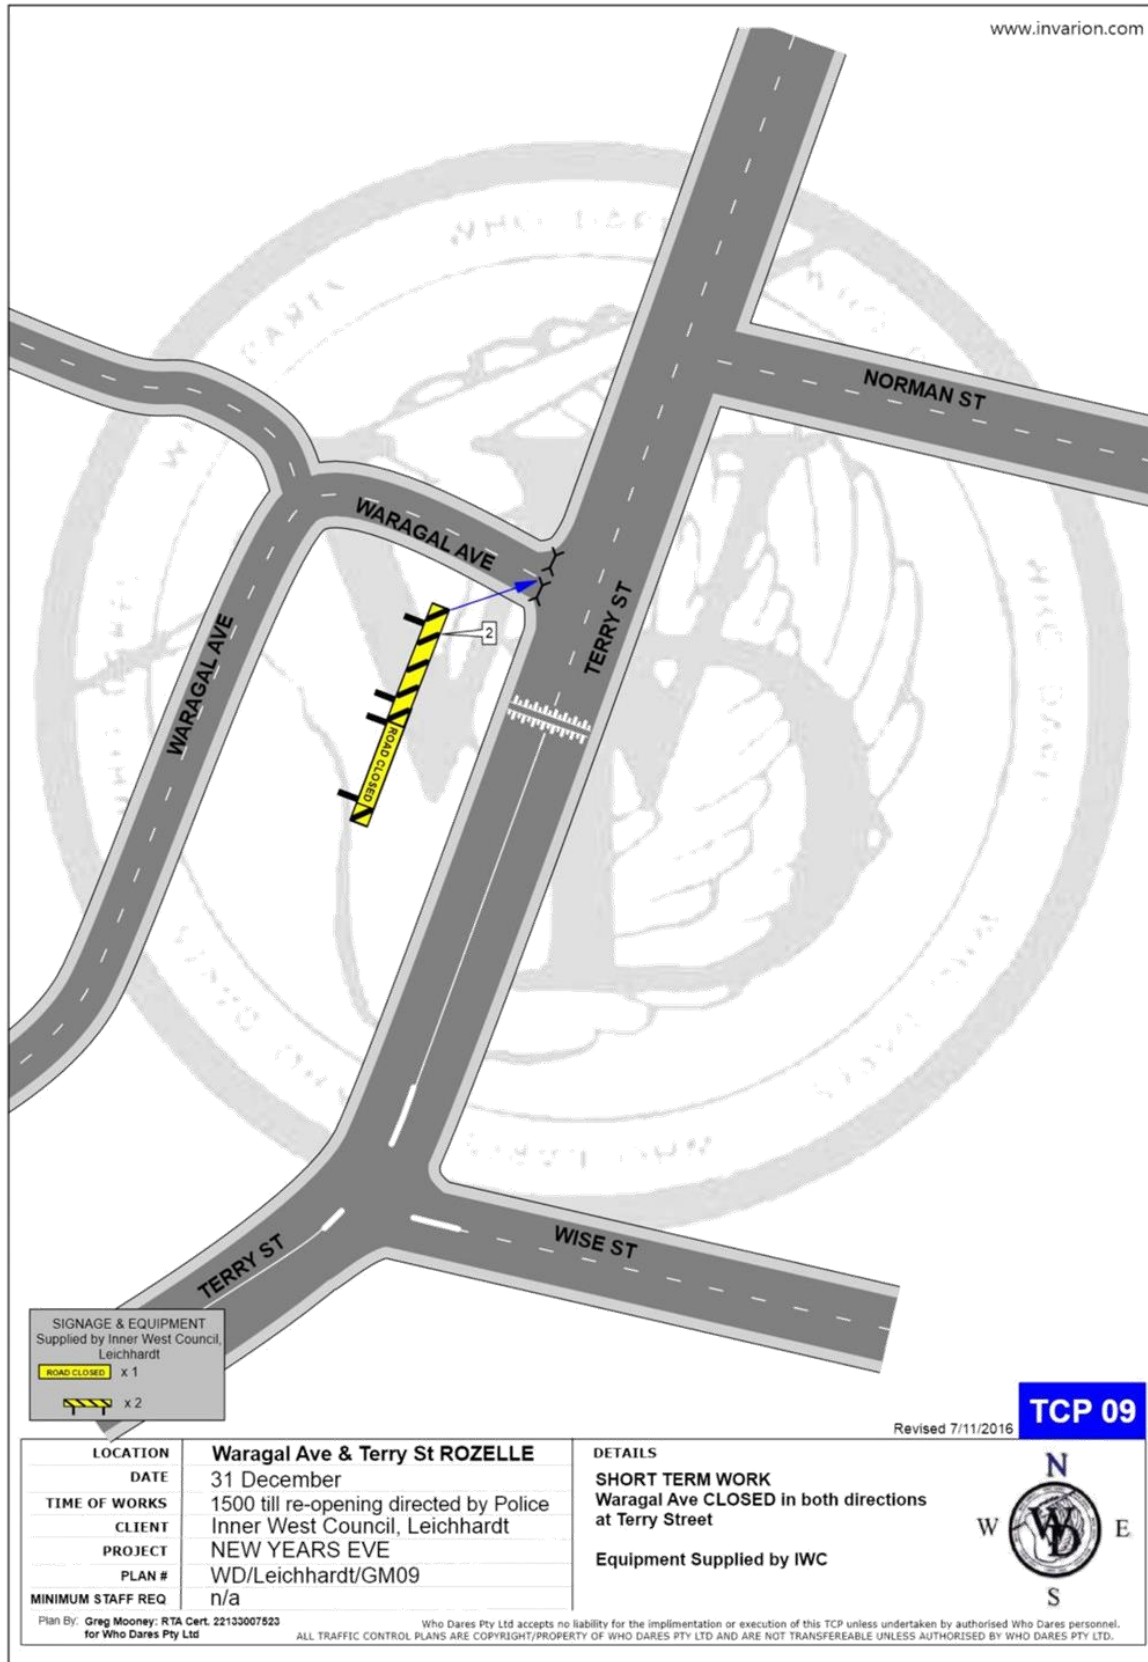 www.invarion.com
NORMAN ST
WARAGAL AVE
TERRY ST
WARAGAL AVE
2
ROAD CLOSED
WISE ST
TERRY ST
SIGNAGE & EQUIPMENT
Supplied by Inner West Council,
Leichhardt
ROAD CLOSED x 1
x 2
Revised 7/11/2016
TCP 09
LOCATION Waragal Ave & Terry St ROZELLE
DATE 31 December
TIME OF WORKS 1500 till re-opening directed by Police
CLIENT Inner West Council, Leichhardt
PROJECT NEW YEARS EVE
PLAN # WD/Leichhardt/GM09
MINIMUM STAFF REQ n/a
DETAILS
SHORT TERM WORK
Waragal Ave CLOSED in both directions
at Terry Street
Equipment Supplied by IWC
N
W E
S
Plan By: Greg Mooney: RTA Cert. 22133007523
for Who Dares Pty Ltd
Who Dares Pty Ltd accepts no liability for the implimentation or execution of this TCP unless undertaken by authorised Who Dares personnel.
ALL TRAFFIC CONTROL PLANS ARE COPYRIGHT/PROPERTY OF WHO DARES PTY LTD AND ARE NOT TRANSFEREABLE UNLESS AUTHORISED BY WHO DARES PTY LTD.